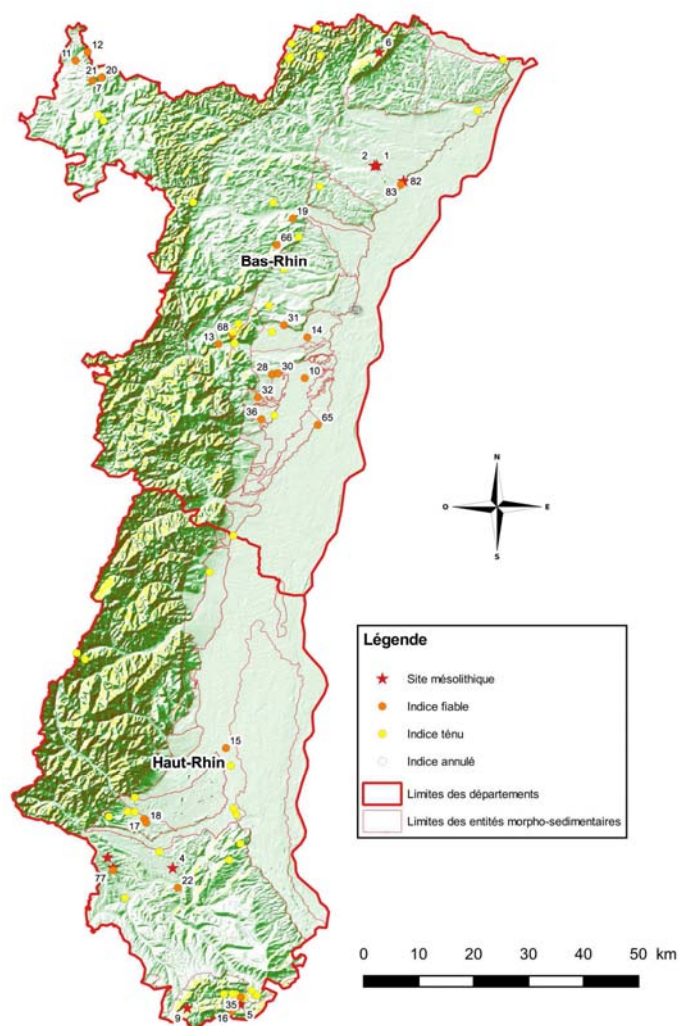 6
12
11
21
20
7
2
1
82
83
19
66
Bas-Rhin
68
31
13
14
28
30
10
32
36
65
N
O
E
S
Légende
Site mésolithique
Indice fiable
Indice ténu
Indice annulé
Limites des départements
Limites des entités morpho-sedimentaires
15
Haut-Rhin
18
17
4
77
22
0 10 20 30 40 50 km
35
9
16
5